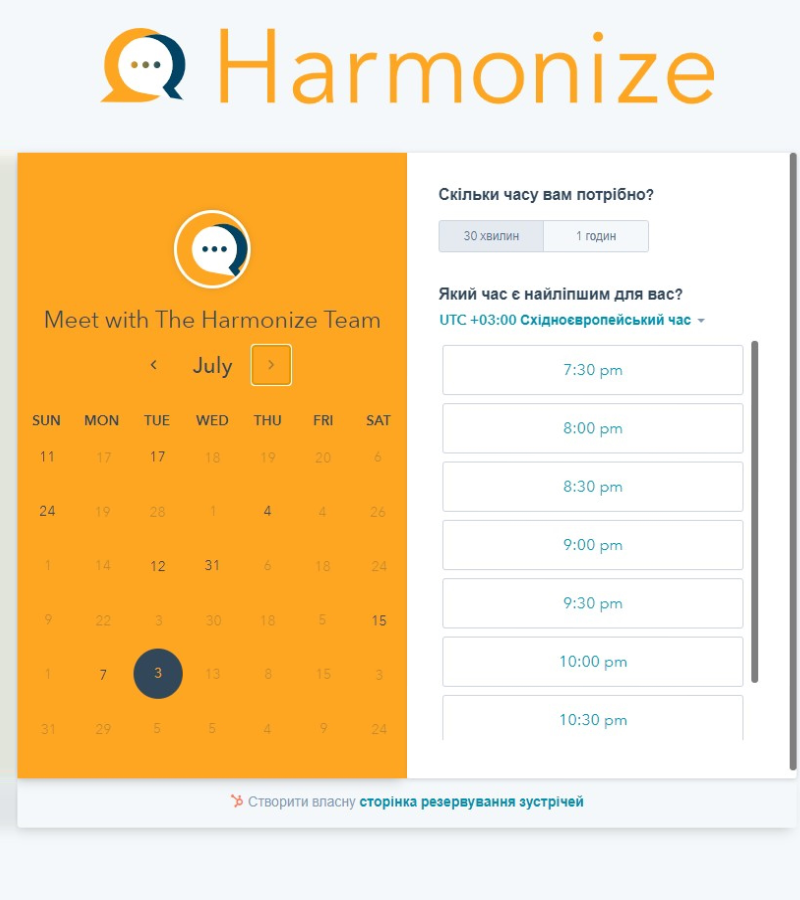 Harmonize
Meet with The Harmonize Team
July
SUN MON TUE WED THU FRI SAT
11 17 17 18 19 20 6
24 19 28 1 4 4 26
1 14 12 31 6 18 24
9 22 3 30 18 5 15
1 7 3 13 8 15 3
31 29 5 5 4 9 24
Скільки часу вам потрібно?
30 хвилин 1 годин
Який час є найліпшим для вас?
UTC +03:00 Східноєвропейський час
7:30 pm
8:00 pm
8:30 pm
9:00 pm
9:30 pm
10:00 pm
10:30 pm
Створити власну сторінка резервування зустрічей